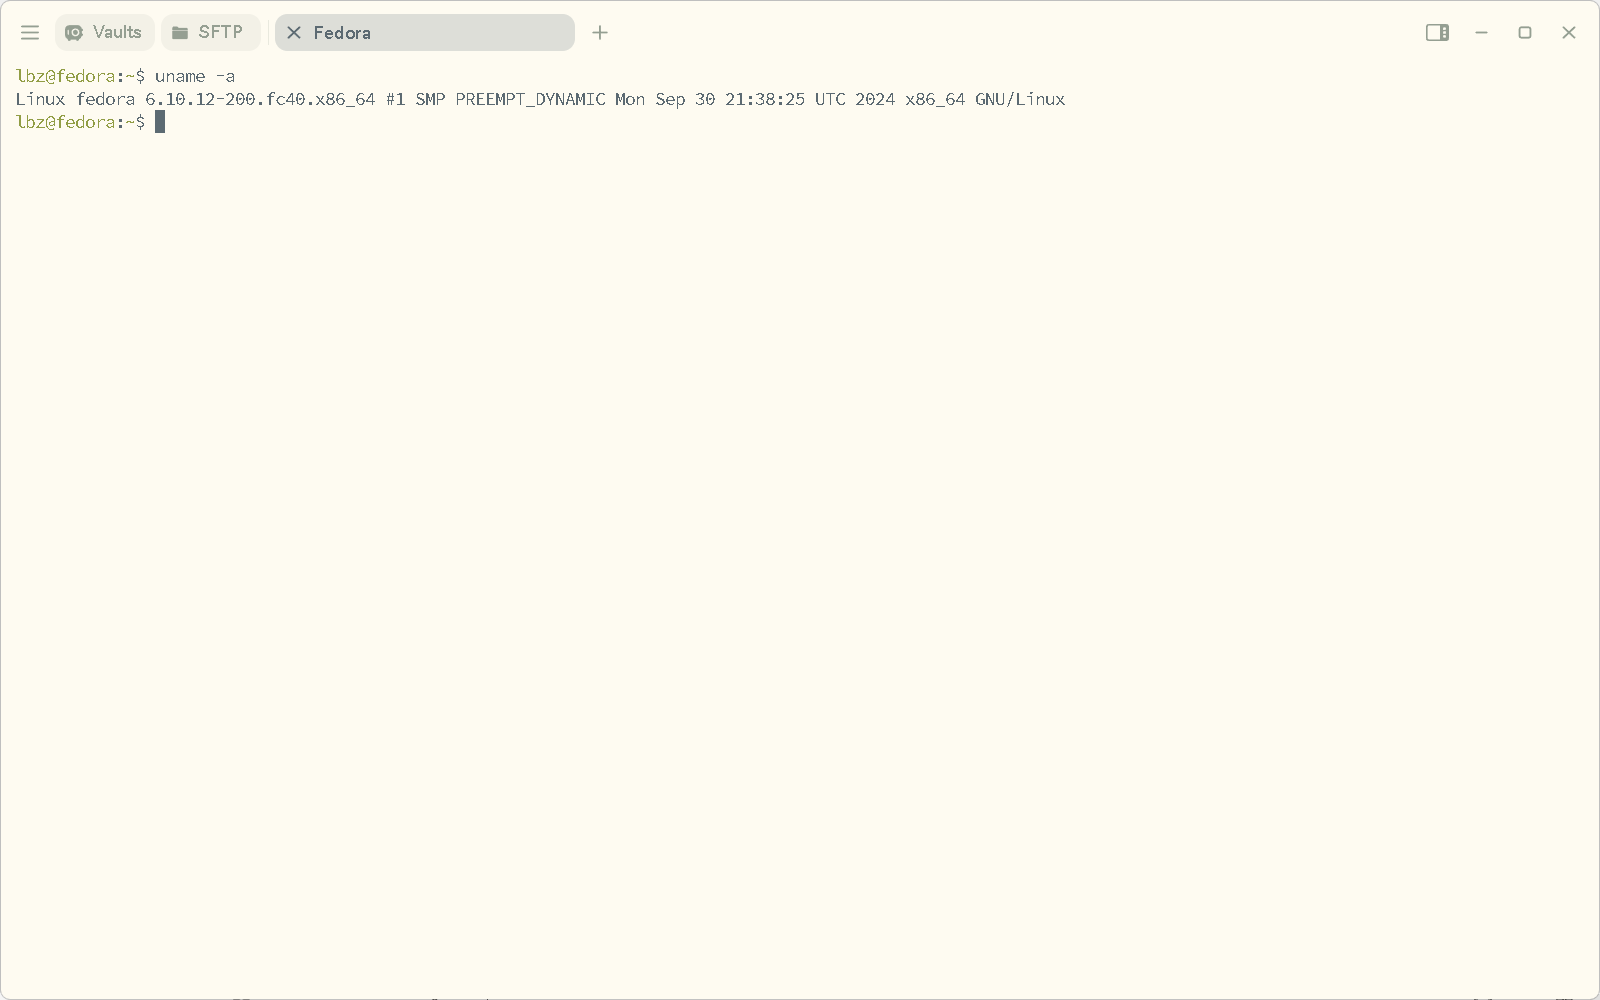 Vaults SFTP Fedora
lbz@fedora:~$ uname -a
Linux fedora 6.10.12-200.fc40.x86_64 #1 SMP PREEMPT_DYNAMIC Mon Sep 30 21:38:25 UTC 2024 x86_64 GNU/Linux
lbz@fedora:~$